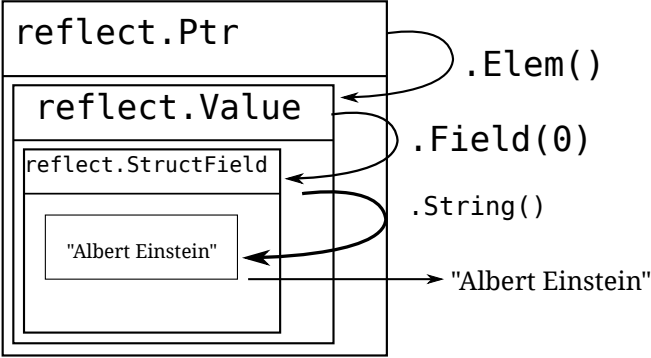 reflect.Ptr
.Elem()
reflect.Value
.Field(0)
reflect.StructField
.String()
"Albert Einstein"
"Albert Einstein"